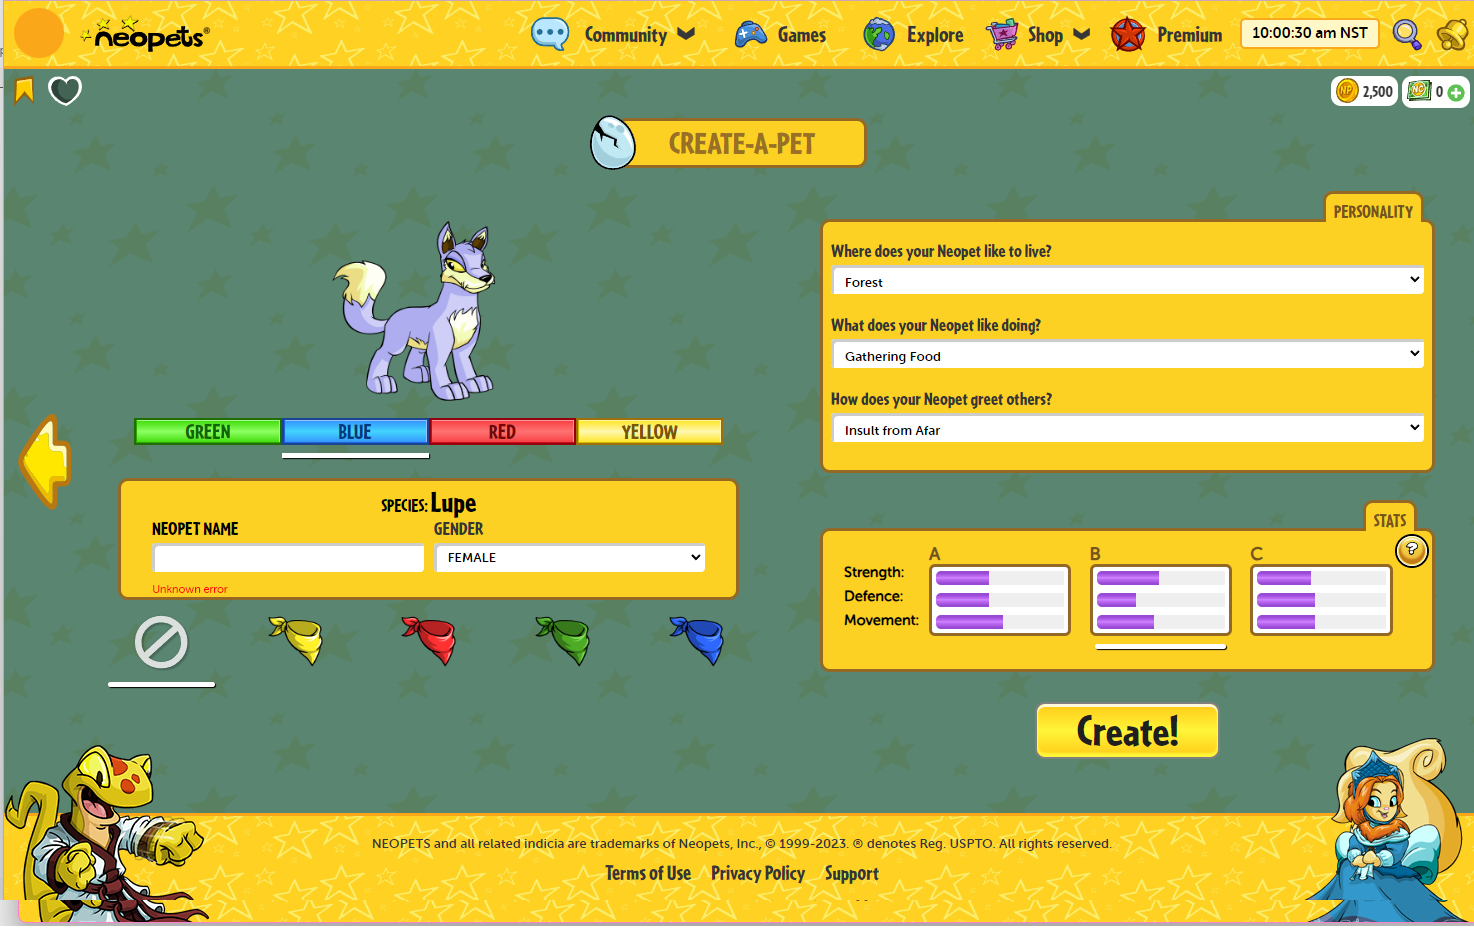 neopets®
Community
Games
Explore
Shop
Premium
10:00:30 am NST
NP
2,500
NC
0
CREATE-A-PET
PERSONALITY
Where does your Neopet like to live?
Forest
What does your Neopet like doing?
Gathering Food
How does your Neopet greet others?
Insult from Afar
GREEN
BLUE
RED
YELLOW
SPECIES: Lupe
NEOPET NAME
GENDER
FEMALE
Unknown error
STATS
?
A
B
C
Strength:
Defence:
Movement:
Create!
NEOPETS and all related indicia are trademarks of Neopets, Inc., © 1999-2023. ® denotes Reg. USPTO. All rights reserved.
Terms of Use
Privacy Policy
Support